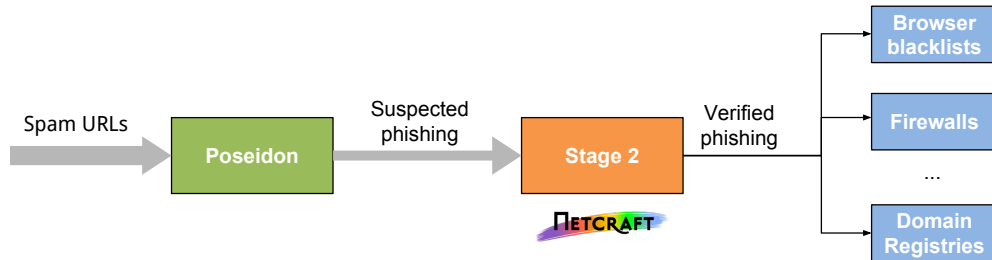 Spam URLs
Poseidon
Suspected
phishing
Stage 2
NETCRAFT
Verified
phishing
Browser
blacklists
Firewalls
...
Domain
Registries